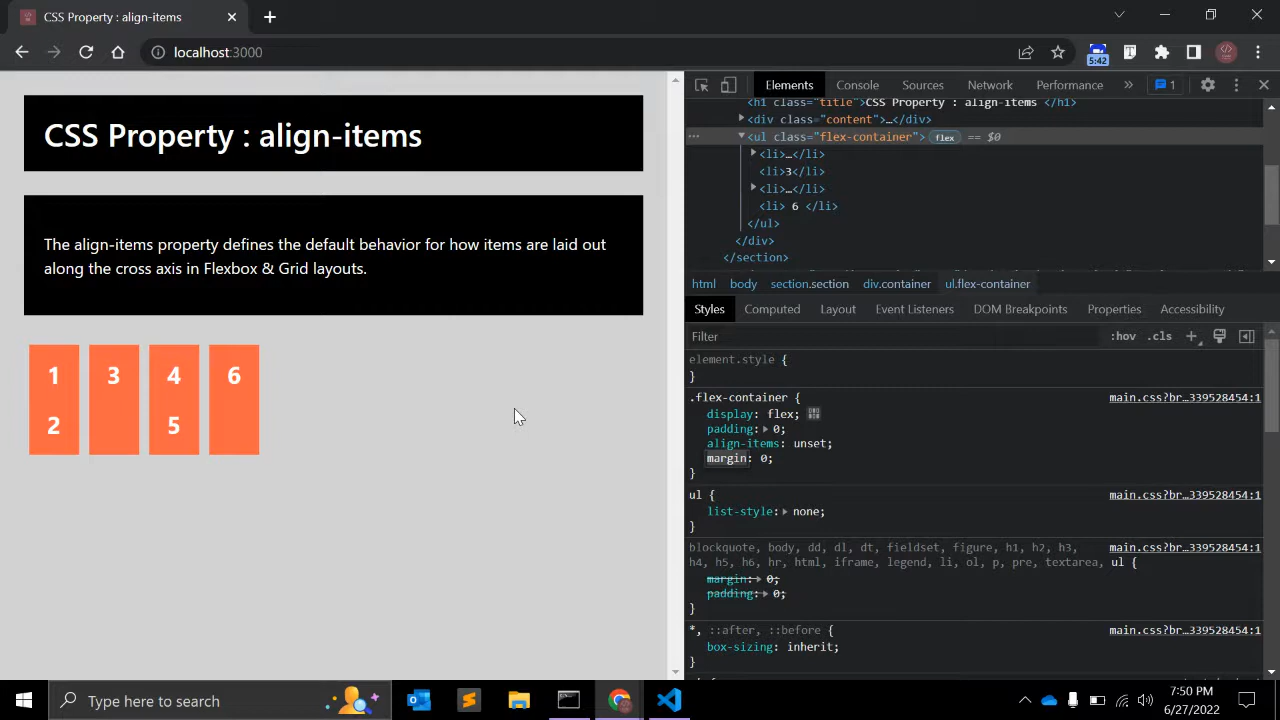 CSS Property : align-items
localhost:3000
5:42
CSS Property : align-items
The align-items property defines the default behavior for how items are laid out
along the cross axis in Flexbox & Grid layouts.
1 3 4 6
2 5
Elements Console Sources Network Performance » 1
<h1 class="title">CSS Property : align-items </h1>
<div class="content">…</div>
<ul class="flex-container"> flex == $0
<li>…</li>
<li>3</li>
<li>…</li>
<li> 6 </li>
</ul>
</div>
</section>
html body section.section div.container ul.flex-container
Styles Computed Layout Event Listeners DOM Breakpoints Properties Accessibility
Filter :hov .cls
element.style {
}
.flex-container { main.css?br…339528454:1
display: flex;
padding: 0;
align-items: unset;
margin: 0;
}
ul { main.css?br…339528454:1
list-style: none;
}
blockquote, body, dd, dl, dt, fieldset, figure, h1, h2, h3, main.css?br…339528454:1
h4, h5, h6, hr, html, iframe, legend, li, ol, p, pre, textarea, ul {
margin: 0;
padding: 0;
}
*, ::after, ::before { main.css?br…339528454:1
box-sizing: inherit;
}
Type here to search
7:50 PM
6/27/2022